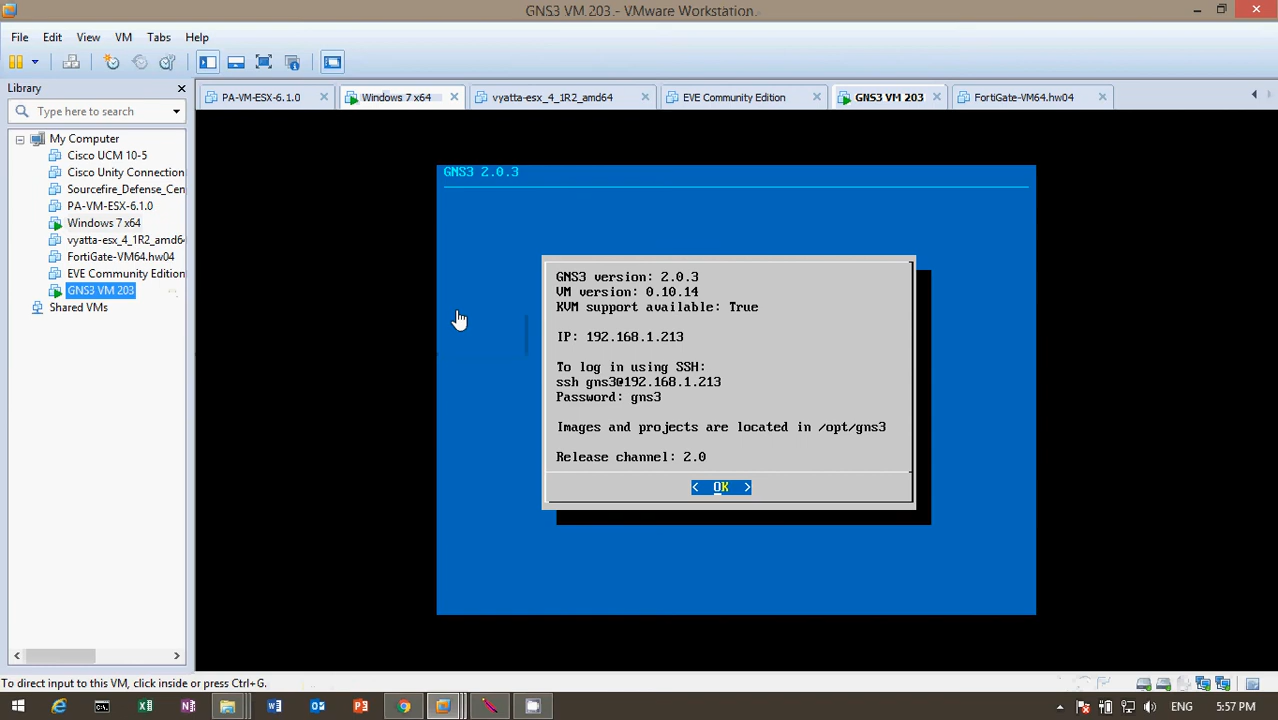 GNS3 VM 203 - VMware Workstation
File Edit View VM Tabs Help
Library
Type here to search
My Computer
Cisco UCM 10-5
Cisco Unity Connection
Sourcefire_Defense_Cen
PA-VM-ESX-6.1.0
Windows 7 x64
vyatta-esx_4_1R2_amd64
FortiGate-VM64.hw04
EVE Community Edition
GNS3 VM 203
Shared VMs
PA-VM-ESX-6.1.0 Windows 7 x64 vyatta-esx_4_1R2_amd64 EVE Community Edition GNS3 VM 203 FortiGate-VM64.hw04
GNS3 2.0.3
GNS3 version: 2.0.3
VM version: 0.10.14
KVM support available: True
IP: 192.168.1.213
To log in using SSH:
ssh gns3@192.168.1.213
Password: gns3
Images and projects are located in /opt/gns3
Release channel: 2.0
< OK >
To direct input to this VM, click inside or press Ctrl+G.
ENG 5:57 PM